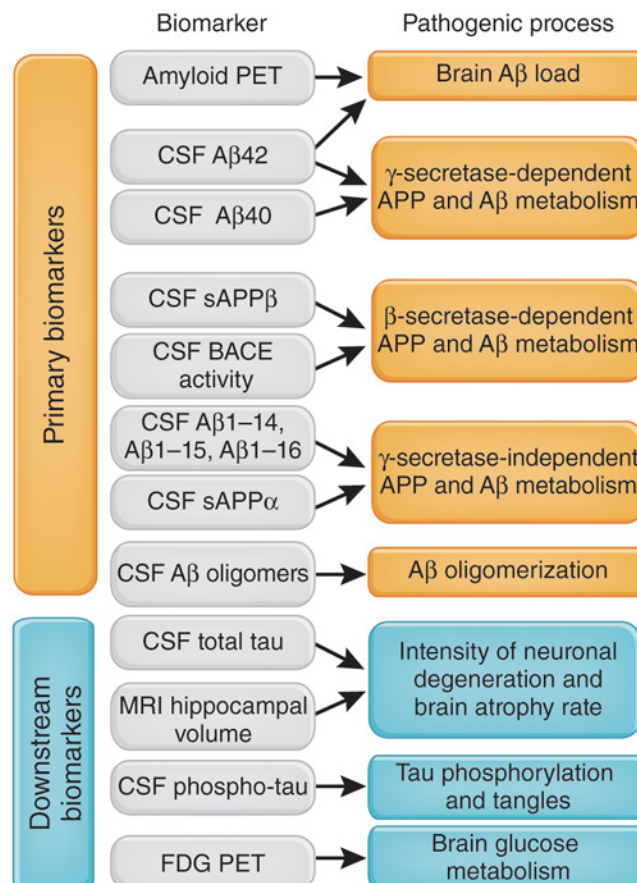 Biomarker
Pathogenic process
Primary biomarkers
Amyloid PET
Brain Aβ load
CSF Aβ42
γ-secretase-dependent
APP and Aβ metabolism
CSF Aβ40
CSF sAPPβ
β-secretase-dependent
APP and Aβ metabolism
CSF BACE
activity
CSF Aβ1–14,
Aβ1–15, Aβ1–16
γ-secretase-independent
APP and Aβ metabolism
CSF sAPPα
CSF Aβ oligomers
Aβ oligomerization
Downstream
biomarkers
CSF total tau
Intensity of neuronal
degeneration and
brain atrophy rate
MRI hippocampal
volume
CSF phospho-tau
Tau phosphorylation
and tangles
FDG PET
Brain glucose
metabolism